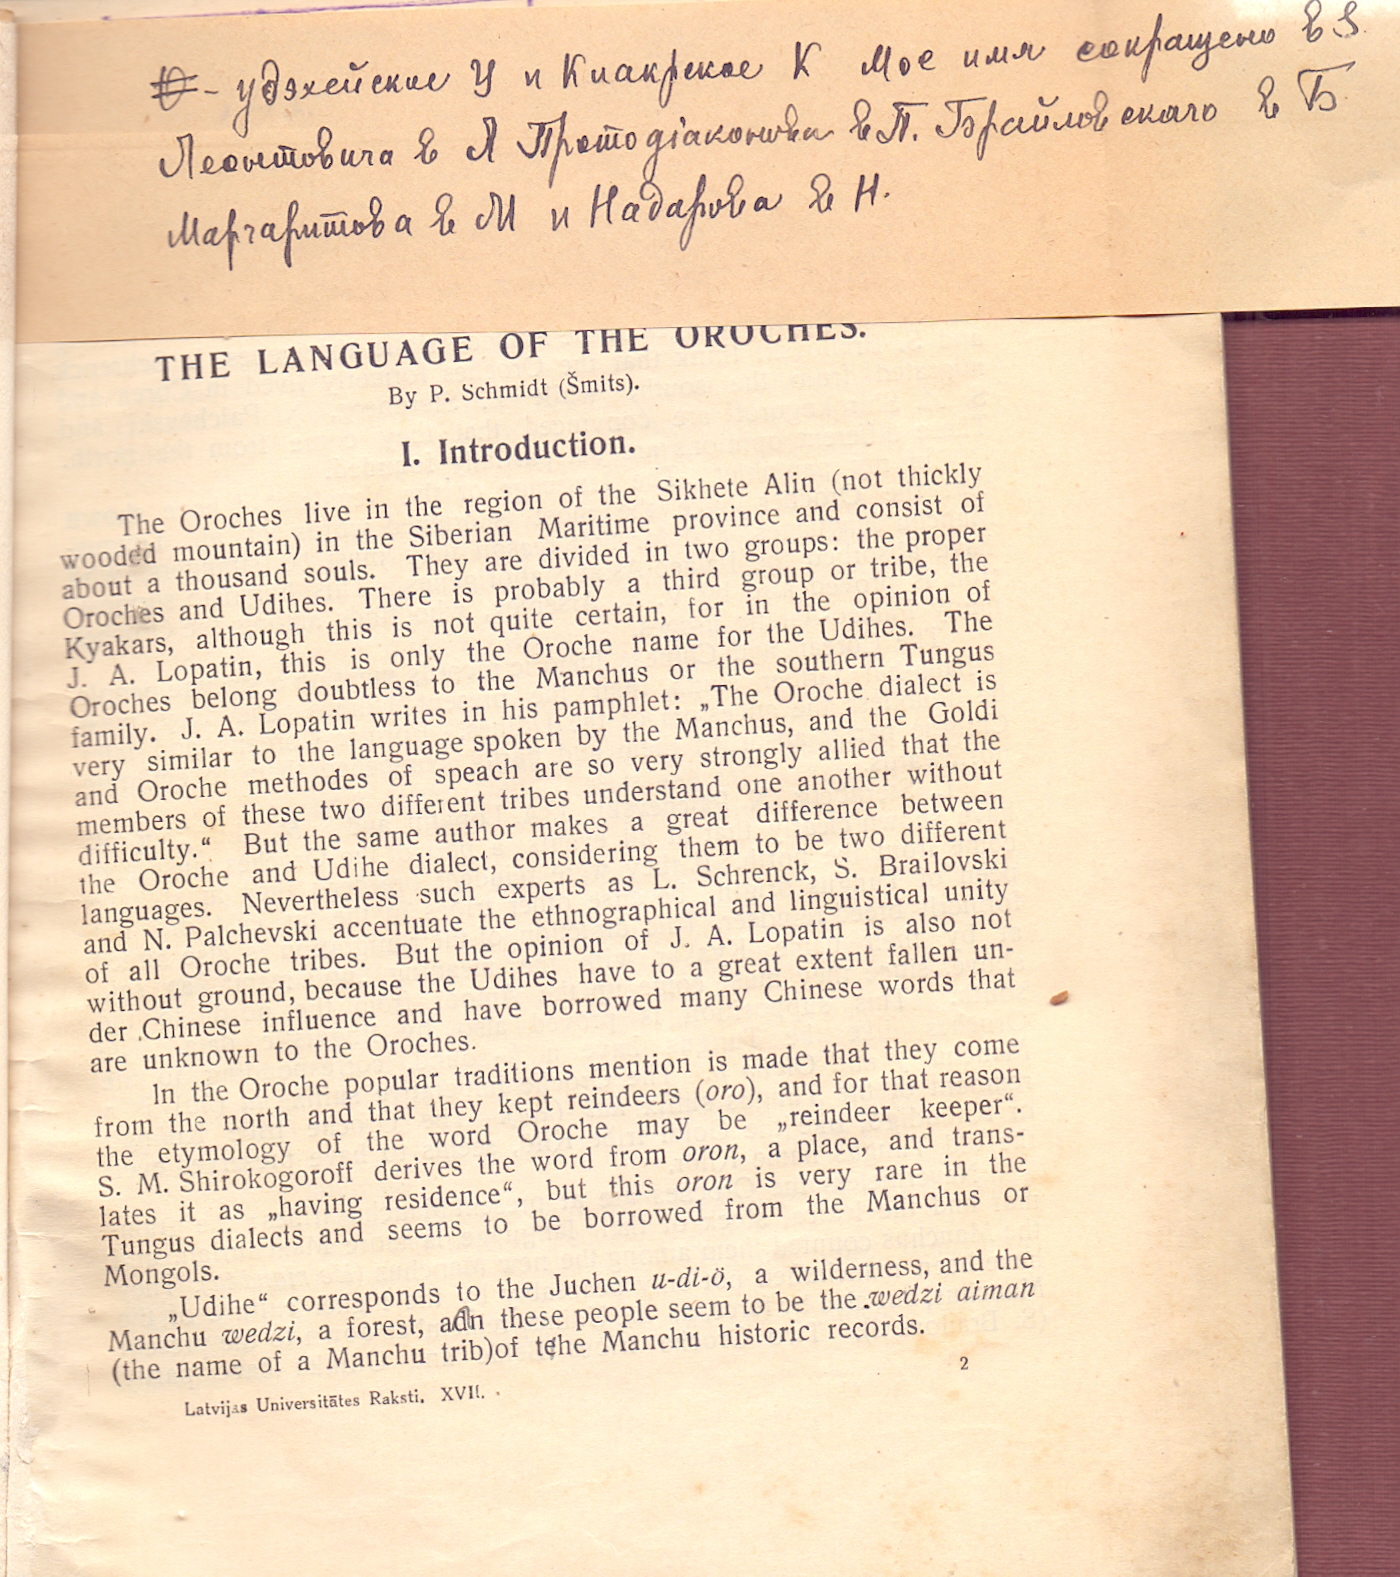 - удэхейское У и Киакрское К Мое имя сокращено в S.
Леонтовича в Л Протодіаконова в П. Брайловскаго в Б
Маргаритова в М и Надарова в Н.
THE LANGUAGE OF THE OROCHES.
By P. Schmidt (Šmits).
I. Introduction.
The Oroches live in the region of the Sikhete Alin (not thickly
wooded mountain) in the Siberian Maritime province and consist of
about a thousand souls. They are divided in two groups: the proper
Oroches and Udihes. There is probably a third group or tribe, the
Kyakars, although this is not quite certain, for in the opinion of
J. A. Lopatin, this is only the Oroche name for the Udihes. The
Oroches belong doubtless to the Manchus or the southern Tungus
family. J. A. Lopatin writes in his pamphlet: „The Oroche dialect is
very similar to the language spoken by the Manchus, and the Goldi
and Oroche methodes of speach are so very strongly allied that the
members of these two different tribes understand one another without
difficulty.“ But the same author makes a great difference between
the Oroche and Udihe dialect, considering them to be two different
languages. Nevertheless such experts as L. Schrenck, S. Brailovski
and N. Palchevski accentuate the ethnographical and linguistical unity
of all Oroche tribes. But the opinion of J. A. Lopatin is also not
without ground, because the Udihes have to a great extent fallen un-
der Chinese influence and have borrowed many Chinese words that
are unknown to the Oroches.
In the Oroche popular traditions mention is made that they come
from the north and that they kept reindeers (oro), and for that reason
the etymology of the word Oroche may be „reindeer keeper“.
S. M. Shirokogoroff derives the word from oron, a place, and trans-
lates it as „having residence“, but this oron is very rare in the
Tungus dialects and seems to be borrowed from the Manchus or
Mongols.
„Udihe“ corresponds to the Juchen u-di-ö, a wilderness, and the
Manchu wedzi, a forest, adn these people seem to be the wedzi aiman
(the name of a Manchu trib)of tehe Manchu historic records.
Latvijas Universitātes Raksti. XVII.
2